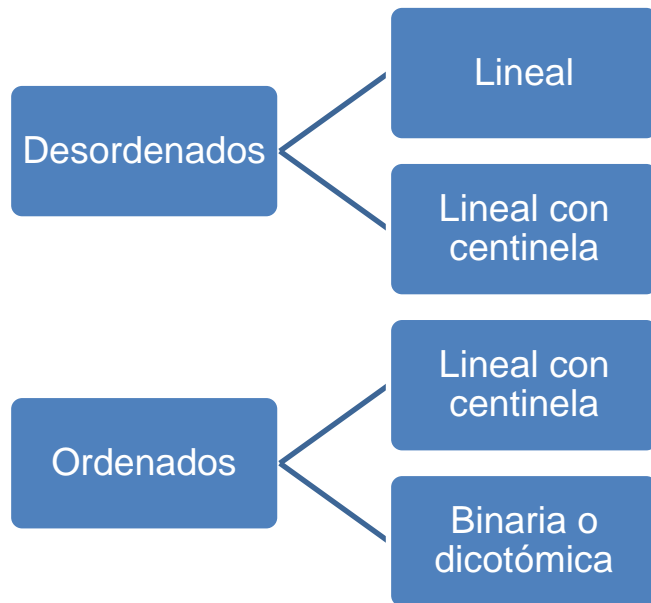 Desordenados
Lineal
Lineal con
centinela
Ordenados
Lineal con
centinela
Binaria o
dicotómica